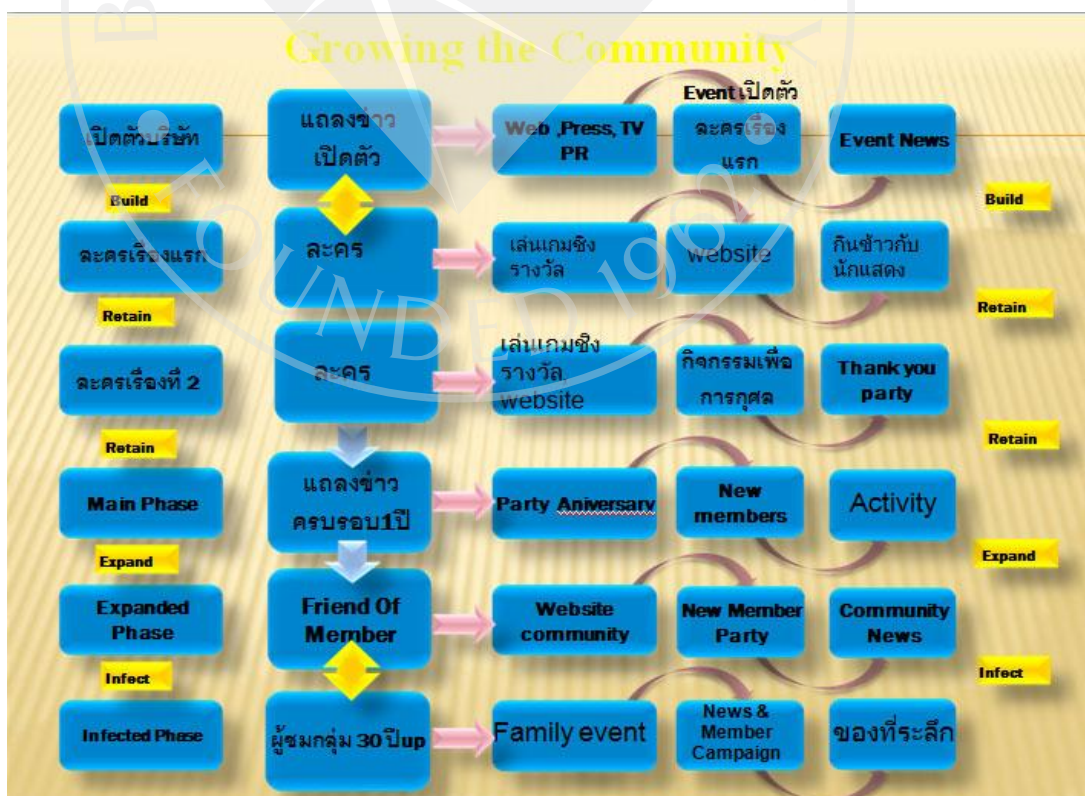 Growing the Community
เปิดตัวบริษัท
แถลงข่าว
เปิดตัว
Web ,Press, TV
PR
Event เปิดตัว
ละครเรื่อง
แรก
Event News
Build
Build
ละครเรื่องแรก
ละคร
เล่นเกมชิง
รางวัล
website
กินข้าวกับ
นักแสดง
Retain
Retain
ละครเรื่องที่ 2
ละคร
เล่นเกมชิง
รางวัล,
website
กิจกรรมเพื่อ
การกุศล
Thank you
party
Retain
Retain
Main Phase
แถลงข่าว
ครบรอบ1ปี
Party Aniversary
New
members
Activity
Expand
Expand
Expanded
Phase
Friend Of
Member
Website
community
New Member
Party
Community
News
Infect
Infect
Infected Phase
ผู้ชมกลุ่ม 30 ปีup
Family event
News &
Member
Campaign
ของที่ระลึก
FOUNDED 1962